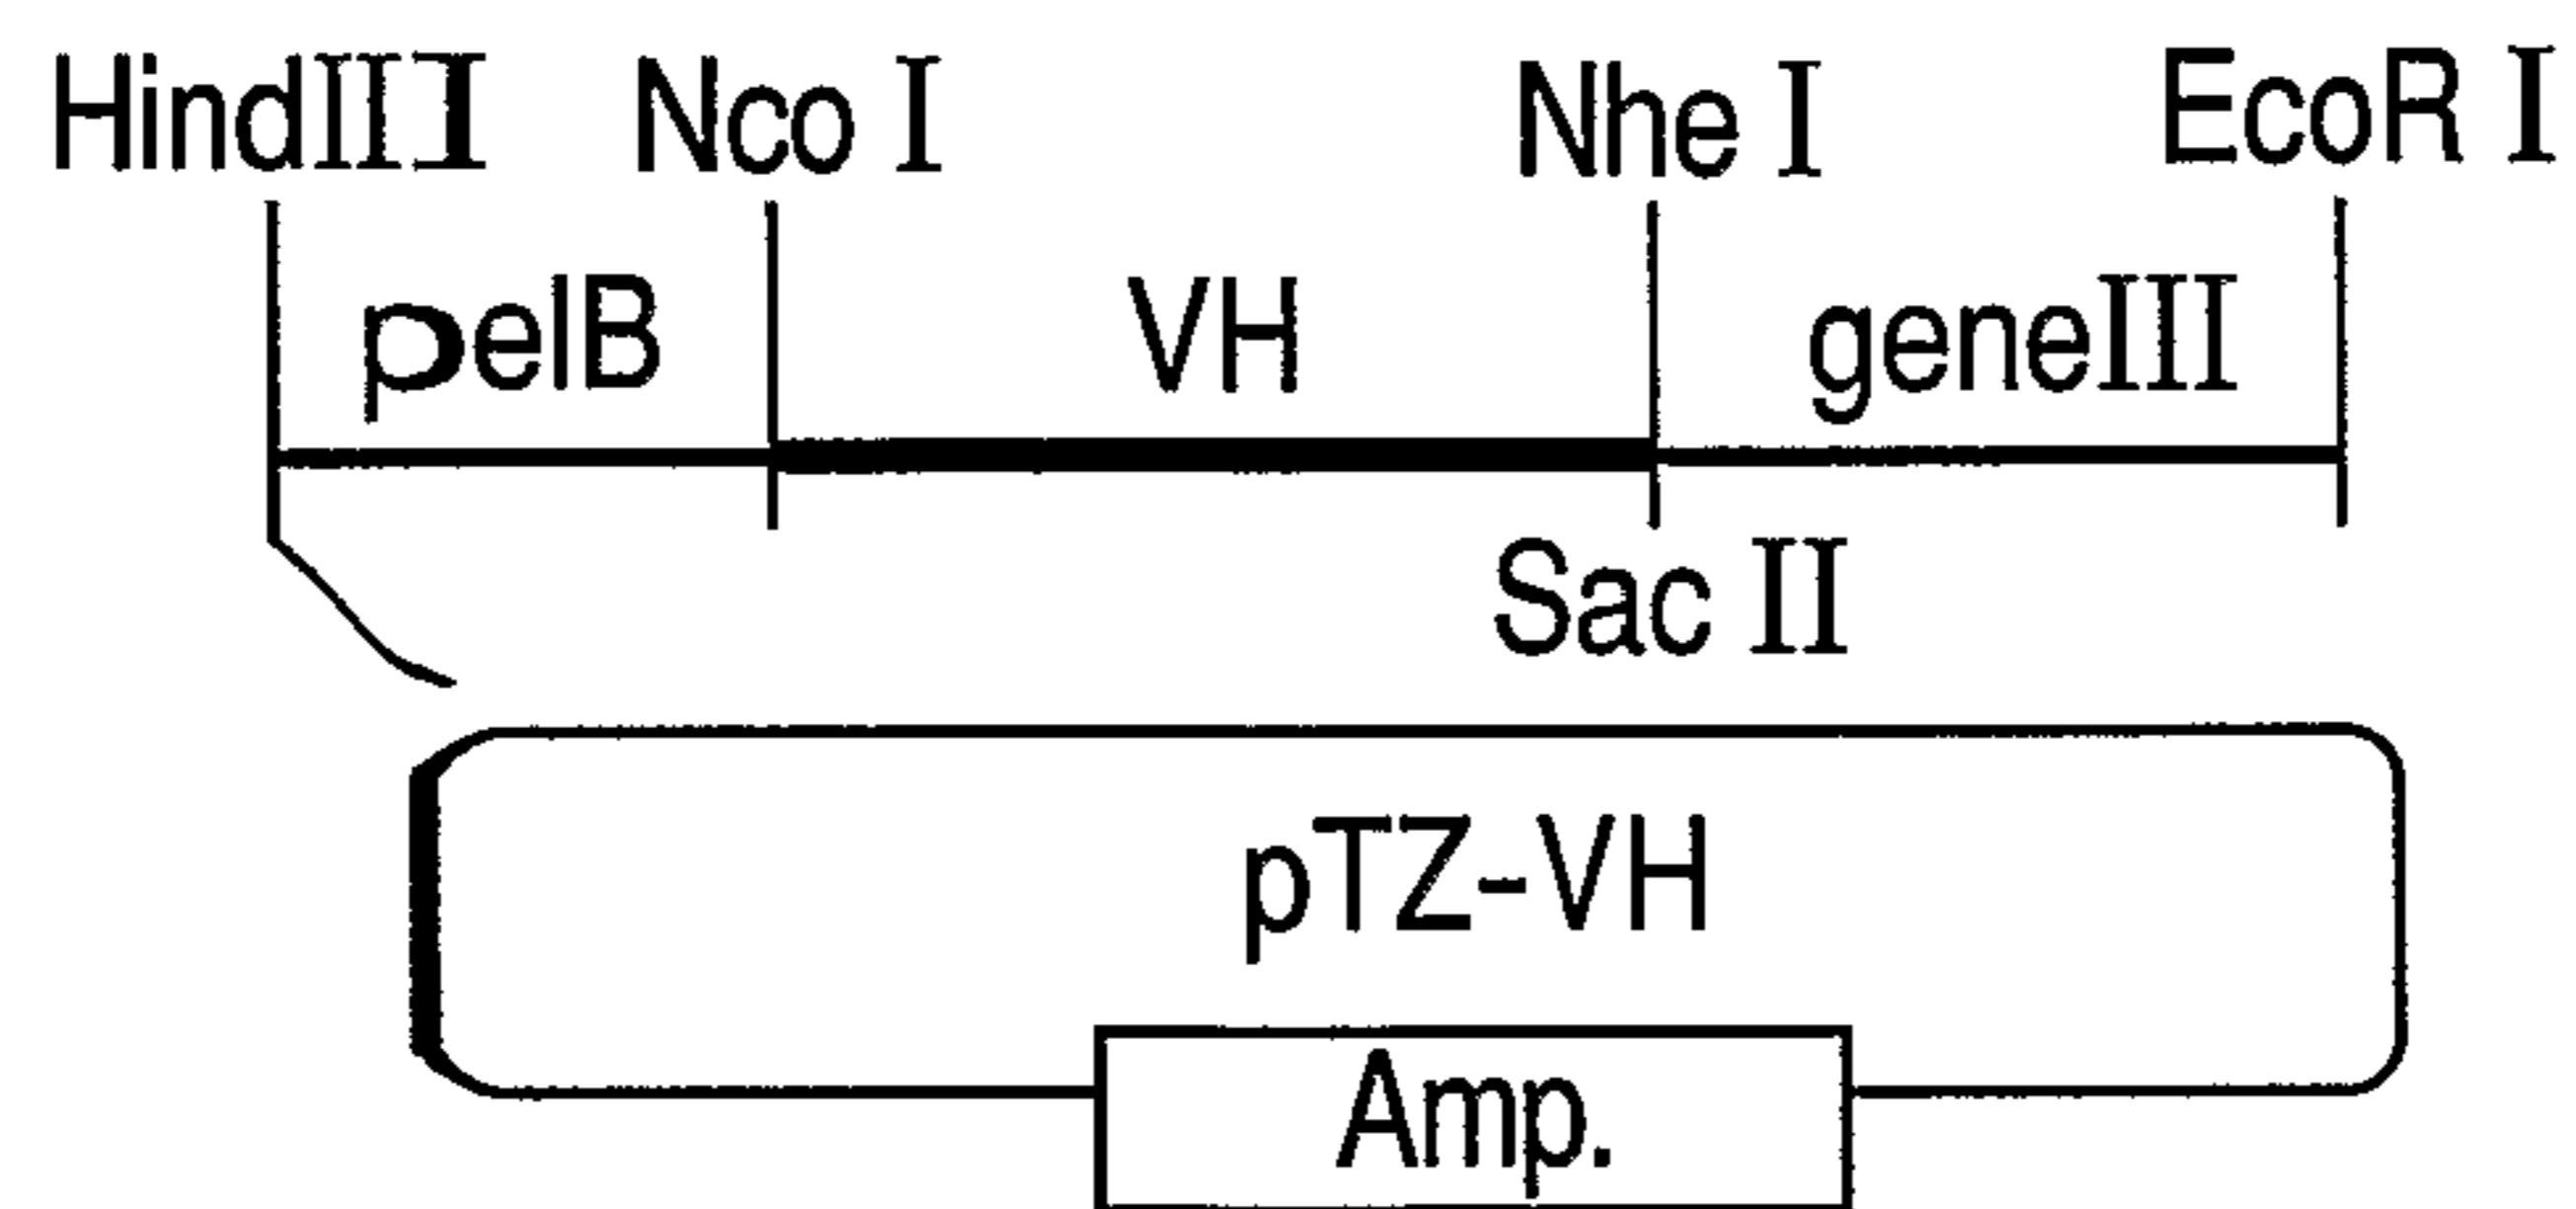 HindIII Nco I Nhe I EcoR I
pelB VH geneIII
Sac II
pTZ-VH
Amp.